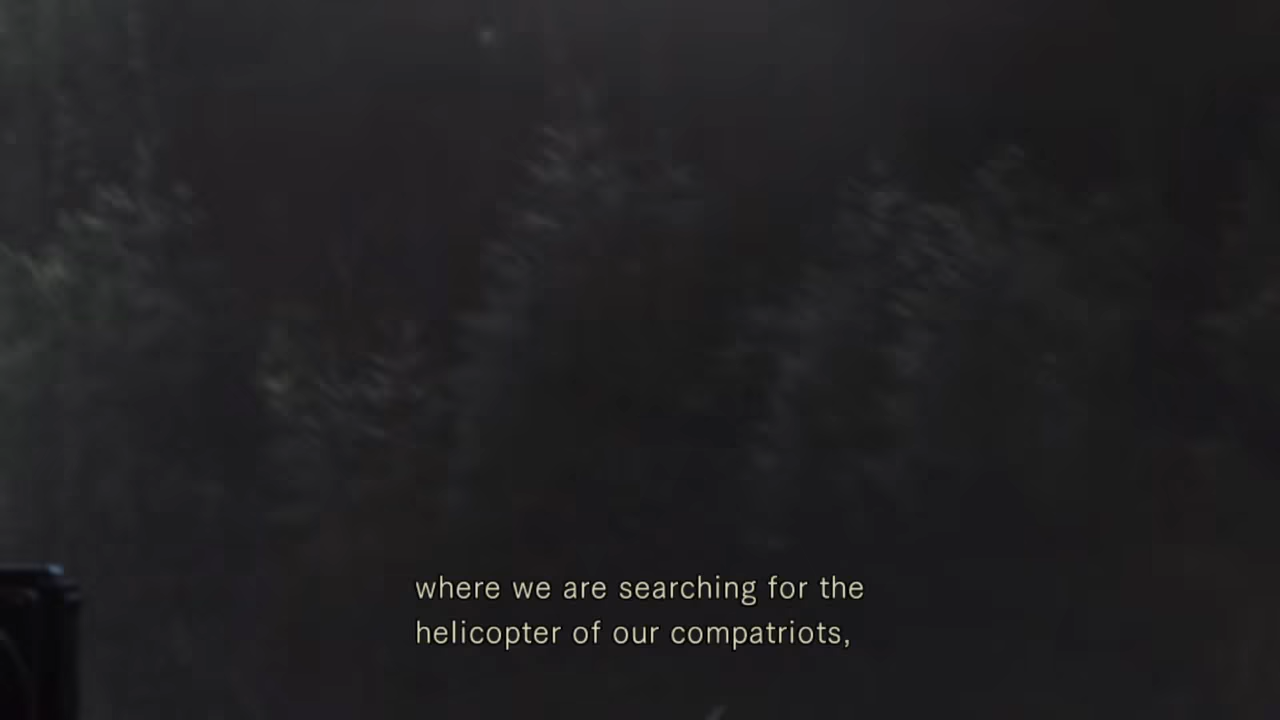 where we are searching for the
helicopter of our compatriots,